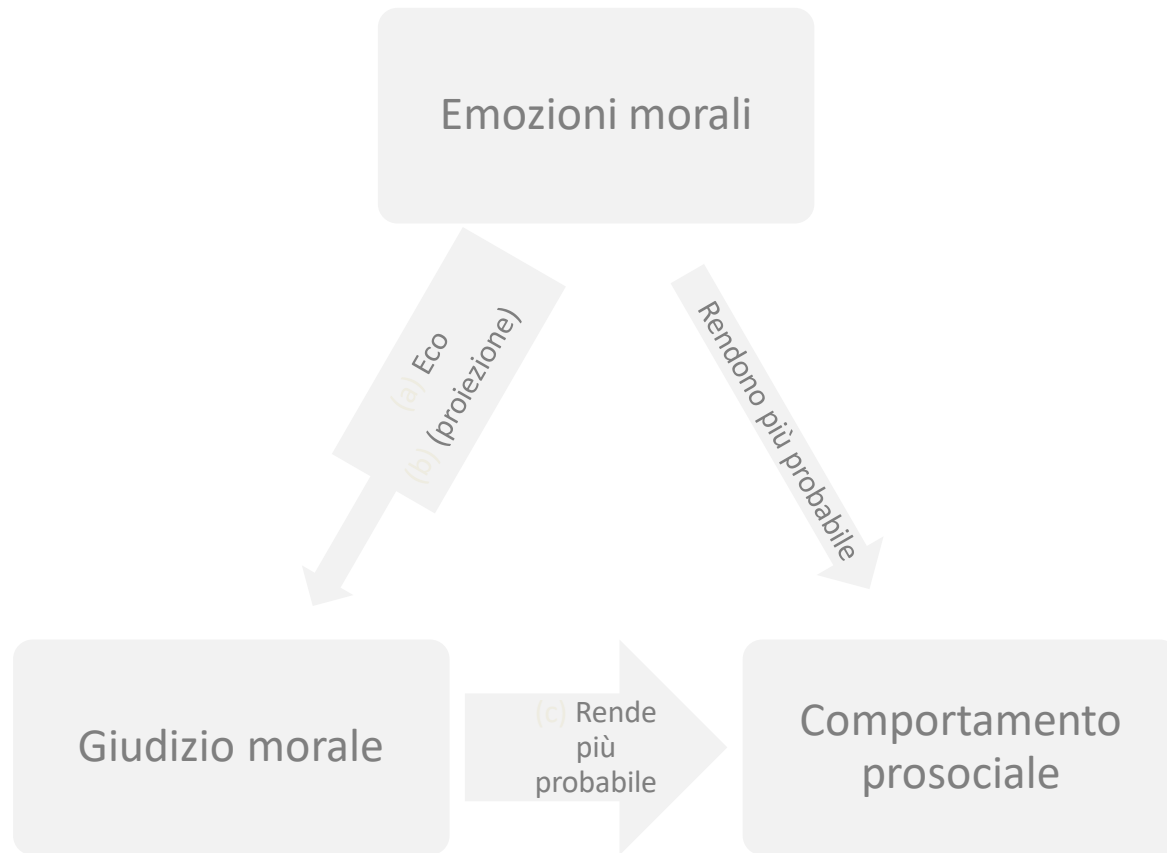 Emozioni morali
(a) Eco
(b) (proiezione)
Rendono più probabile
Giudizio morale
(c) Rende
più
probabile
Comportamento
prosociale